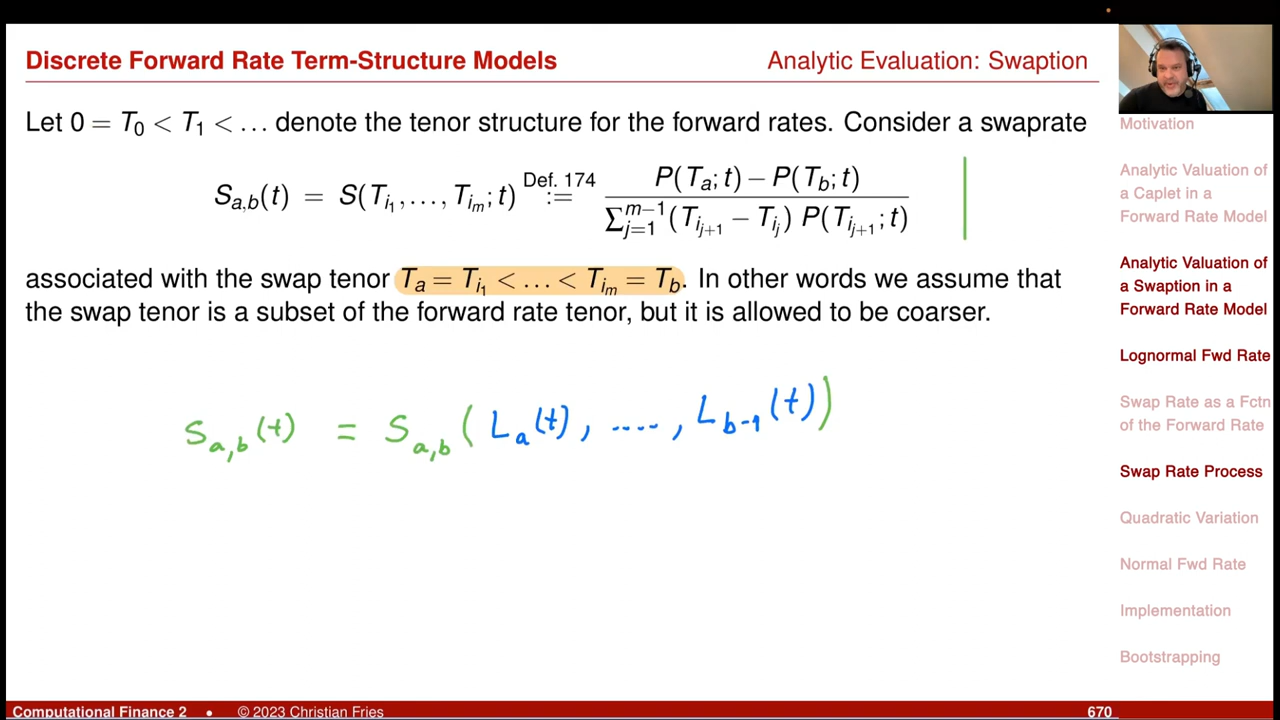 Discrete Forward Rate Term-Structure Models
Analytic Evaluation: Swaption
Let 0 = T₀ < T₁ < … denote the tenor structure for the forward rates. Consider a swaprate
S_{a,b}(t) = S(T_{i₁}, …, T_{i_m}; t) :=^{Def. 174} (P(T_a; t) − P(T_b; t)) / (∑_{j=1}^{m−1} (T_{i_{j+1}} − T_{i_j}) P(T_{i_{j+1}}; t))
associated with the swap tenor T_a = T_{i₁} < … < T_{i_m} = T_b. In other words we assume that
the swap tenor is a subset of the forward rate tenor, but it is allowed to be coarser.
S_{a,b}(t) = S_{a,b}(L_a(t), ....., L_{b-1}(t))
Motivation
Analytic Valuation of
a Caplet in a
Forward Rate Model
Analytic Valuation of
a Swaption in a
Forward Rate Model
Lognormal Fwd Rate
Swap Rate as a Fctn
of the Forward Rate
Swap Rate Process
Quadratic Variation
Normal Fwd Rate
Implementation
Bootstrapping
Computational Finance 2 • © 2023 Christian Fries
670